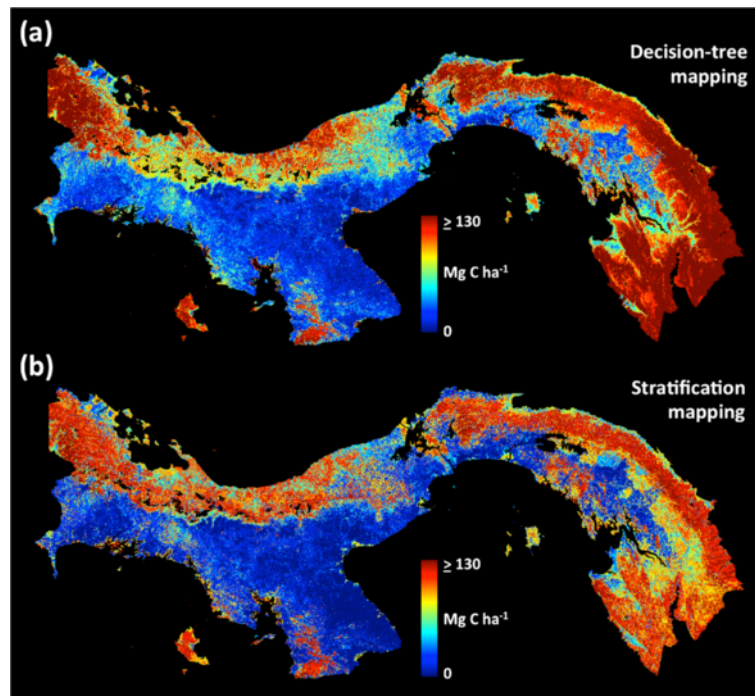 (a)
Decision-tree
mapping
≥ 130
Mg C ha⁻¹
0
(b)
Stratification
mapping
≥ 130
Mg C ha⁻¹
0